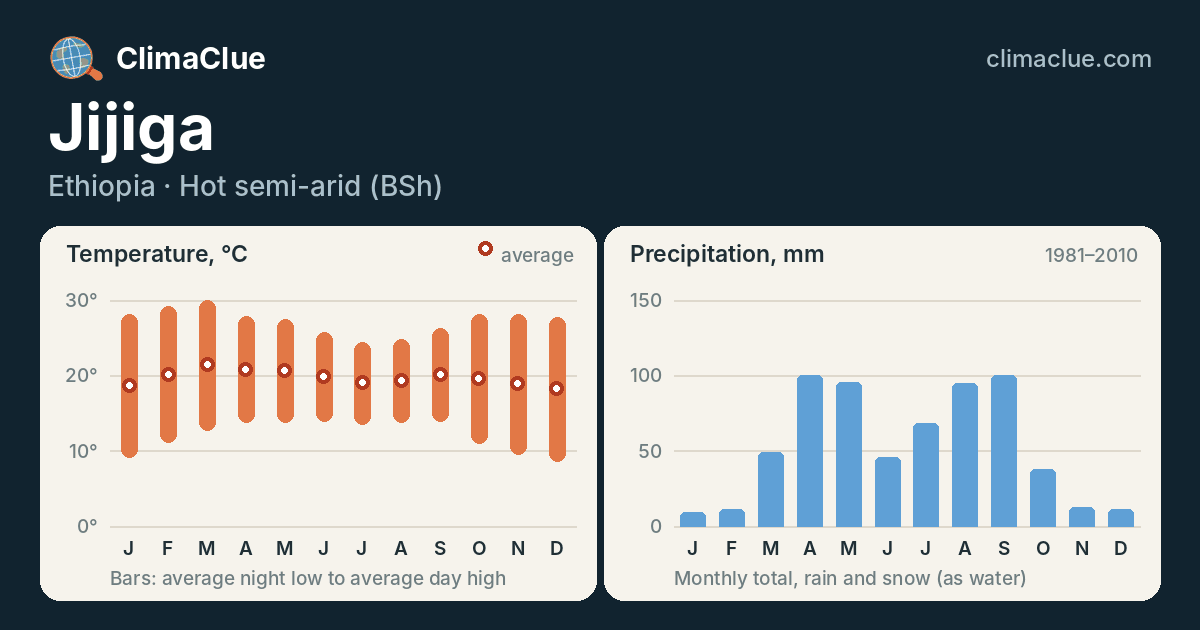 ClimaClue
climaclue.com
Jijiga
Ethiopia · Hot semi-arid (BSh)
Temperature, °C
average
30°
20°
10°
0°
J F M A M J J A S O N D
Bars: average night low to average day high
Precipitation, mm
1981–2010
150
100
50
0
J F M A M J J A S O N D
Monthly total, rain and snow (as water)